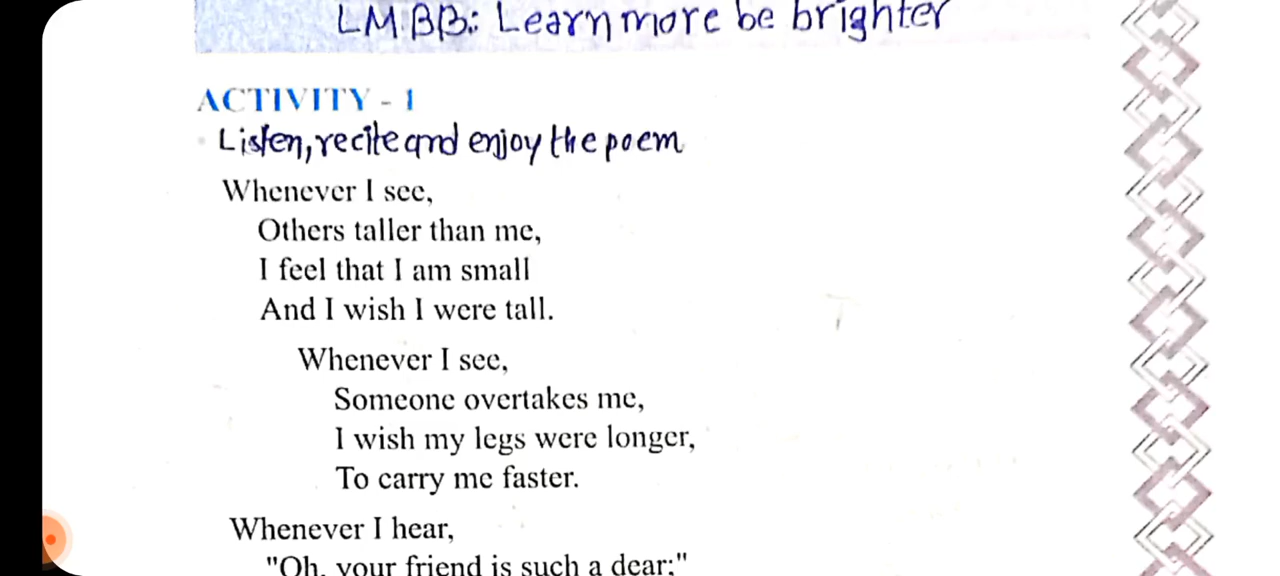 LMBB: Learn more be brighter
ACTIVITY - 1
Listen, recite and enjoy the poem
Whenever I see,
Others taller than me,
I feel that I am small
And I wish I were tall.
Whenever I see,
Someone overtakes me,
I wish my legs were longer,
To carry me faster.
Whenever I hear,
"Oh, your friend is such a dear;"